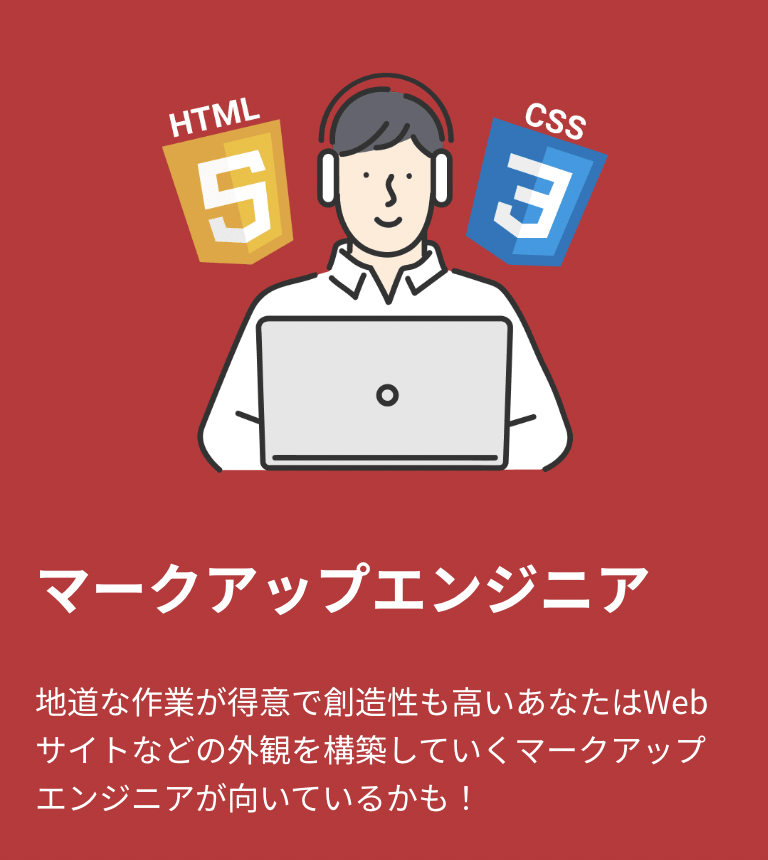 HTML
5
CSS
3
マークアップエンジニア
地道な作業が得意で創造性も高いあなたはWeb
サイトなどの外観を構築していくマークアップ
エンジニアが向いているかも！